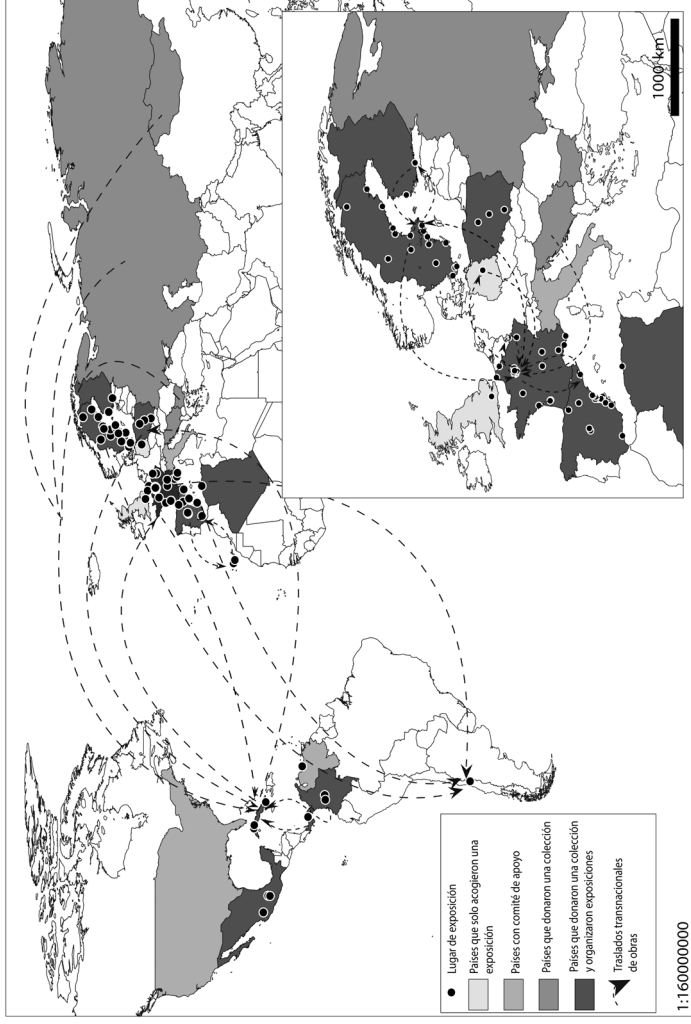 1000 km
Lugar de exposición
Países que solo acogieron una
exposición
Países con comité de apoyo
Países que donaron una colección
Países que donaron una colección
y organizaron exposiciones
Traslados transnacionales
de obras
1:160000000